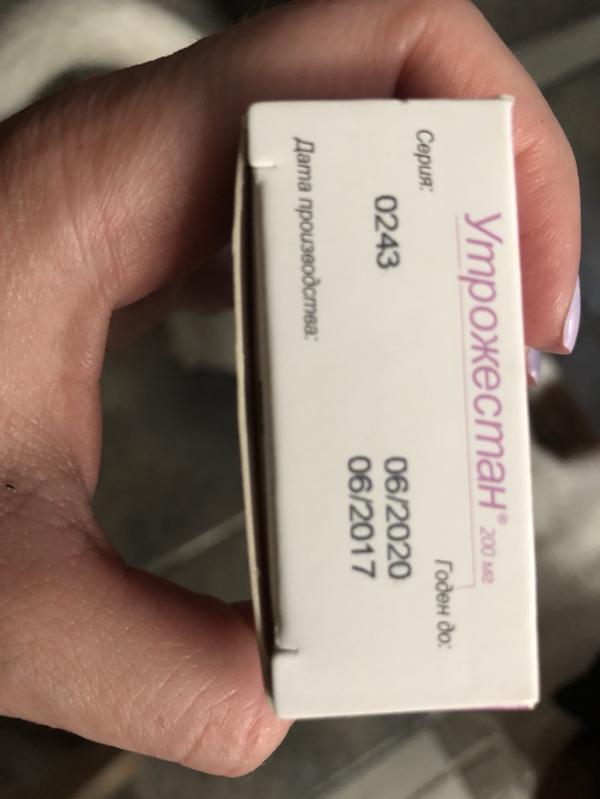 Утрожестан® 200 мг
Серия: Годен до:
0243 06/2020
06/2017
Дата производства: